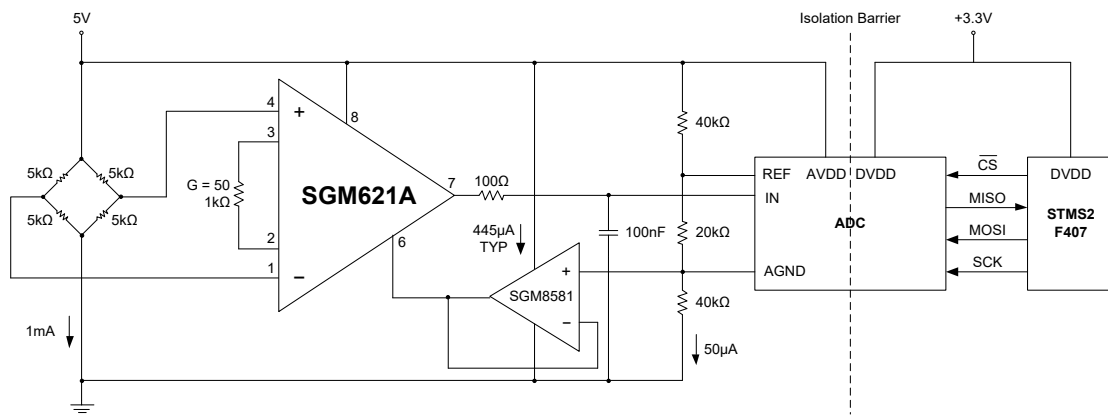 5V
Isolation Barrier
+3.3V
4
+
3
8
40kΩ
5kΩ
5kΩ
5kΩ
5kΩ
G = 50
1kΩ
SGM621A
7
100Ω
REF
AVDD
DVDD
IN
CS
DVDD
MISO
STMS2
F407
ADC
MOSI
SCK
2
1
−
6
445µA
TYP
100nF
20kΩ
AGND
+
SGM8581
−
40kΩ
1mA
50µA